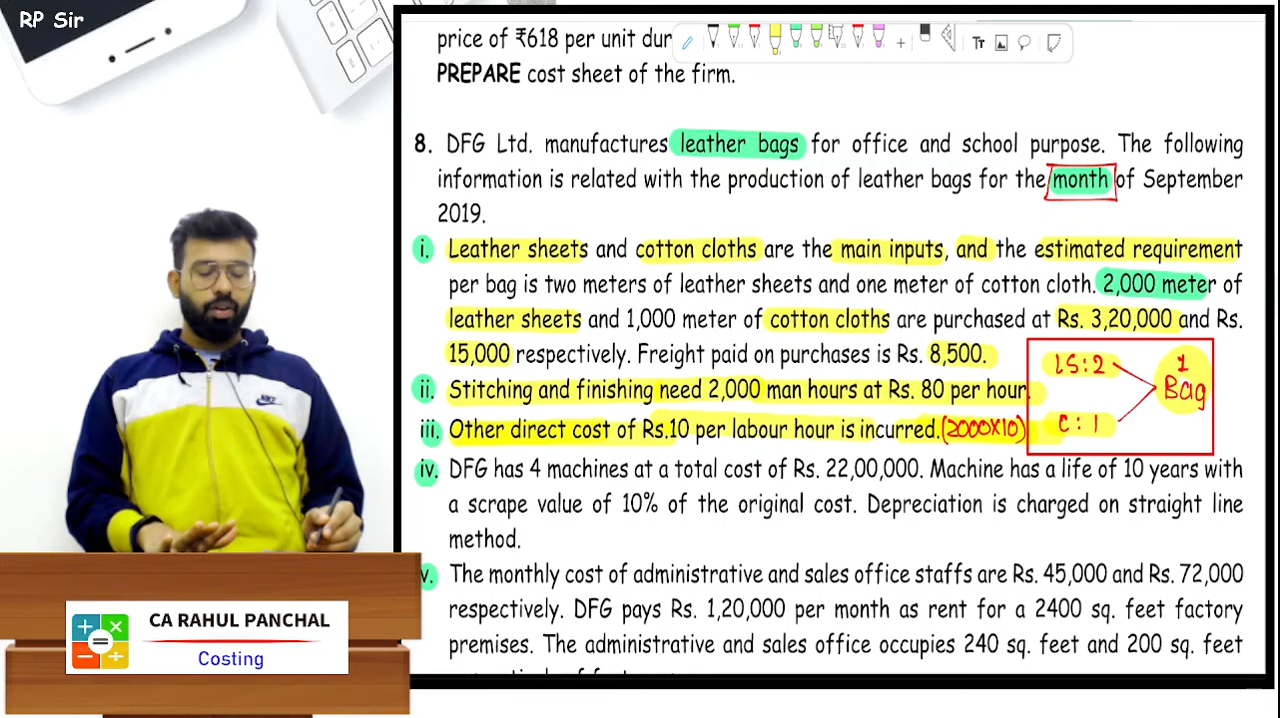 RP Sir
price of ₹618 per unit dur
Tr
PREPARE cost sheet of the firm.
8. DFG Ltd. manufactures leather bags for office and school purpose. The following
information is related with the production of leather bags for the month of September
2019.
i. Leather sheets and cotton cloths are the main inputs, and the estimated requirement
per bag is two meters of leather sheets and one meter of cotton cloth. 2,000 meter of
leather sheets and 1,000 meter of cotton cloths are purchased at Rs. 3,20,000 and Rs.
15,000 respectively. Freight paid on purchases is Rs. 8,500.
LS: 2
1
Bag
C: 1
ii. Stitching and finishing need 2,000 man hours at Rs. 80 per hour.
iii. Other direct cost of Rs.10 per labour hour is incurred. (2000X10)
iv. DFG has 4 machines at a total cost of Rs. 22,00,000. Machine has a life of 10 years with
a scrape value of 10% of the original cost. Depreciation is charged on straight line
method.
v. The monthly cost of administrative and sales office staffs are Rs. 45,000 and Rs. 72,000
respectively. DFG pays Rs. 1,20,000 per month as rent for a 2400 sq. feet factory
premises. The administrative and sales office occupies 240 sq. feet and 200 sq. feet
NIKE
CA RAHUL PANCHAL
Costing